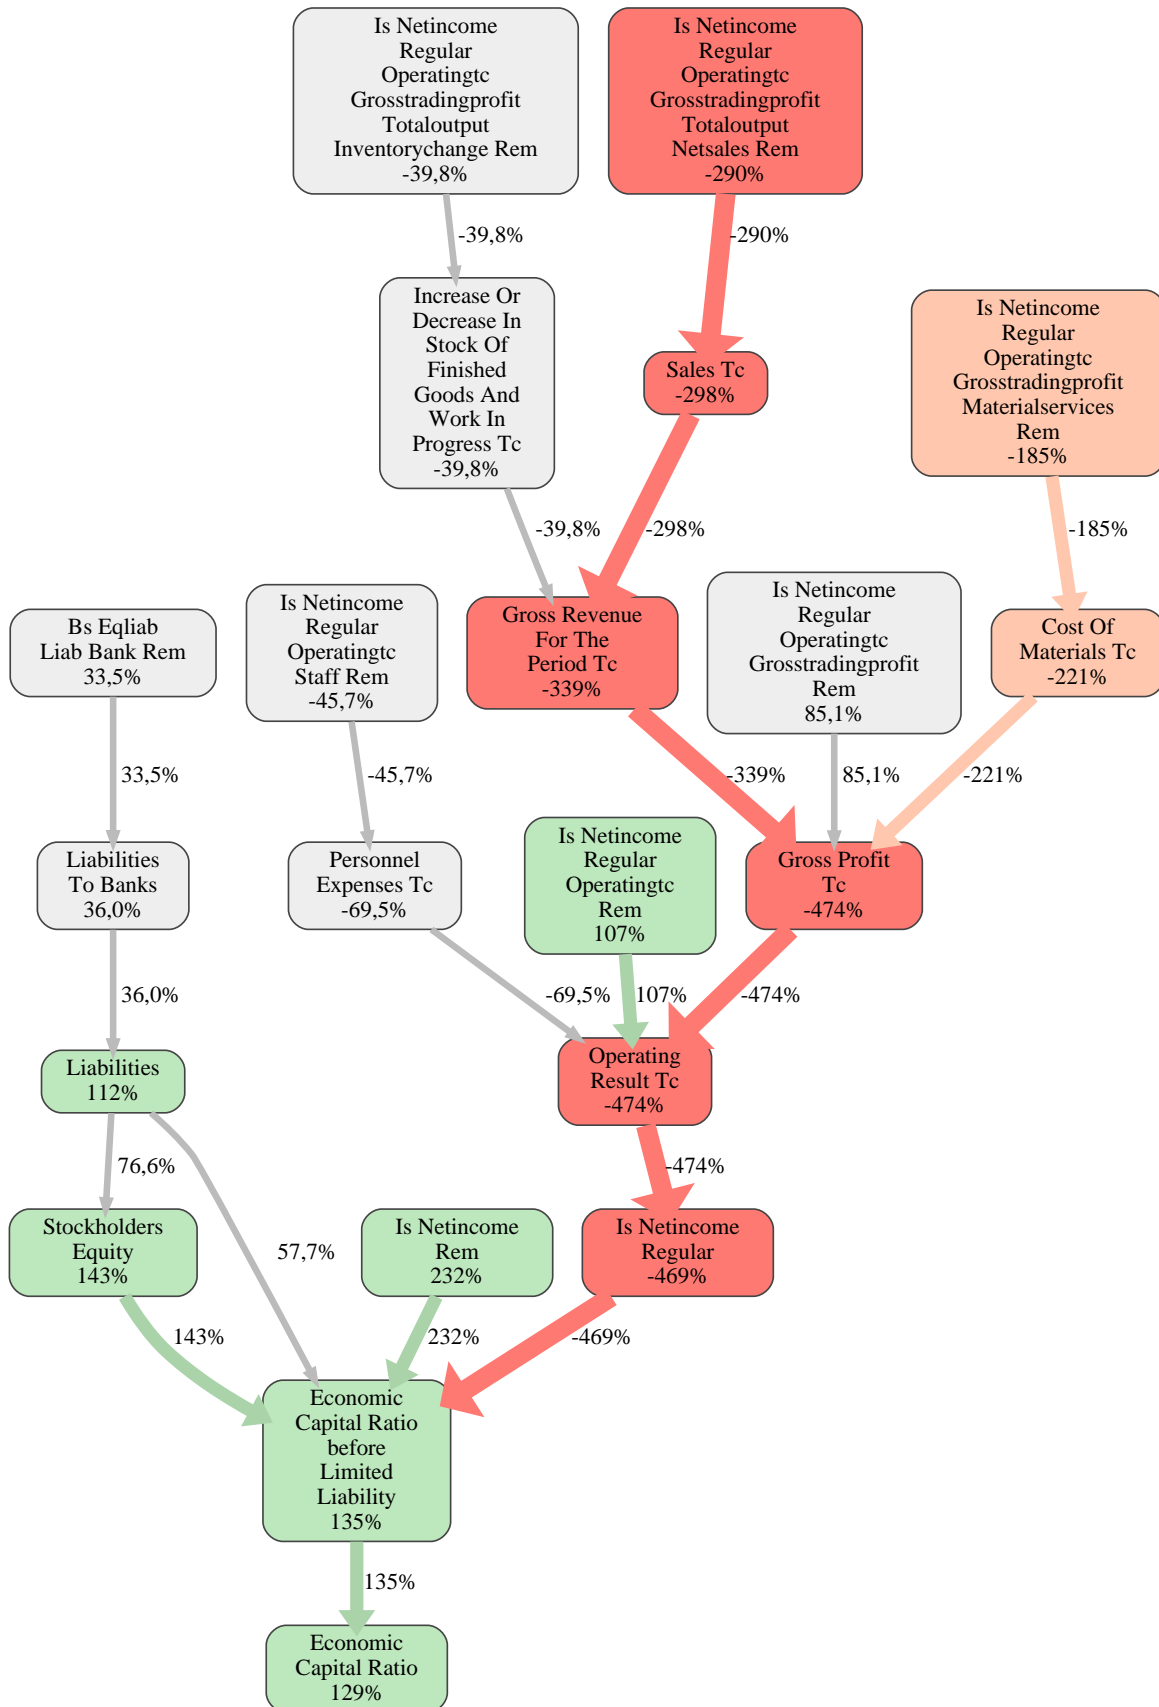 Is Netincome
Regular
Operatingtc
Grosstradingprofit
Totaloutput
Inventorychange Rem
-39,8%
Is Netincome
Regular
Operatingtc
Grosstradingprofit
Totaloutput
Netsales Rem
-290%
-39,8%
-290%
Increase Or
Decrease In
Stock Of
Finished
Goods And
Work In
Progress Tc
-39,8%
Sales Tc
-298%
Is Netincome
Regular
Operatingtc
Grosstradingprofit
Materialservices
Rem
-185%
-39,8%
-298%
-185%
Bs Eqliab
Liab Bank Rem
33,5%
Is Netincome
Regular
Operatingtc
Staff Rem
-45,7%
Gross Revenue
For The
Period Tc
-339%
Is Netincome
Regular
Operatingtc
Grosstradingprofit
Rem
85,1%
Cost Of
Materials Tc
-221%
33,5%
-45,7%
-339%
85,1%
-221%
Liabilities
To Banks
36,0%
Personnel
Expenses Tc
-69,5%
Is Netincome
Regular
Operatingtc
Rem
107%
Gross Profit
Tc
-474%
36,0%
-69,5%
107%
-474%
Liabilities
112%
Operating
Result Tc
-474%
76,6%
57,7%
-474%
Stockholders
Equity
143%
Is Netincome
Rem
232%
Is Netincome
Regular
-469%
143%
232%
-469%
Economic
Capital Ratio
before
Limited
Liability
135%
135%
Economic
Capital Ratio
129%